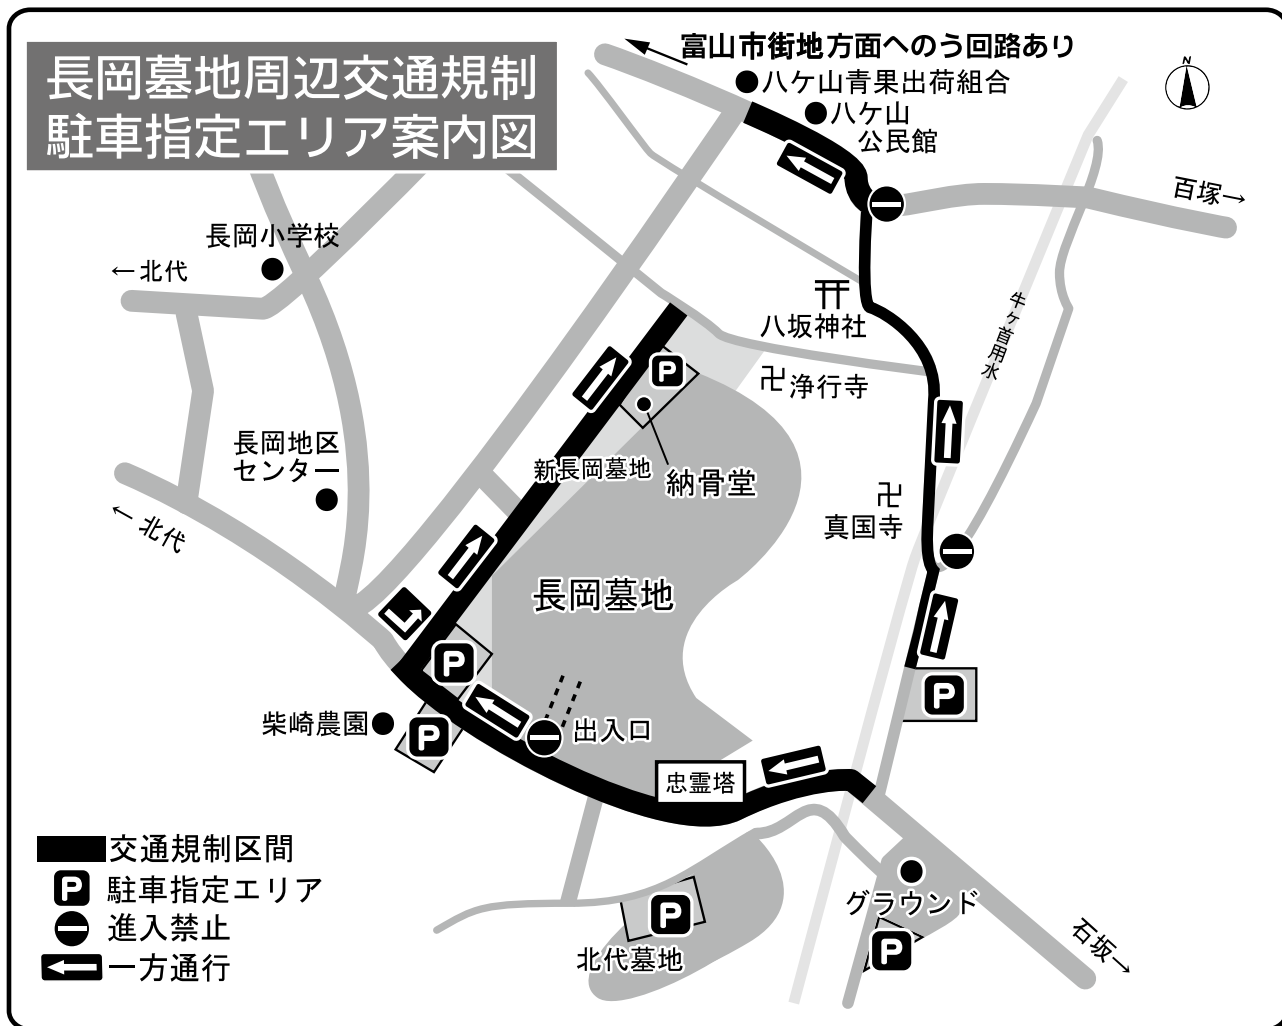 長岡墓地周辺交通規制
駐車指定エリア案内図
富山市街地方面へのう回路あり
八ケ山青果出荷組合
八ケ山
公民館
N
百塚→
長岡小学校
←北代
八坂神社
卍浄行寺
牛ヶ首用水
P
長岡地区
センター
新長岡墓地
納骨堂
卍
真国寺
←北代
長岡墓地
P
P
柴崎農園
P
出入口
忠霊塔
交通規制区間
P 駐車指定エリア
進入禁止
一方通行
グラウンド
P
北代墓地
P
石坂→